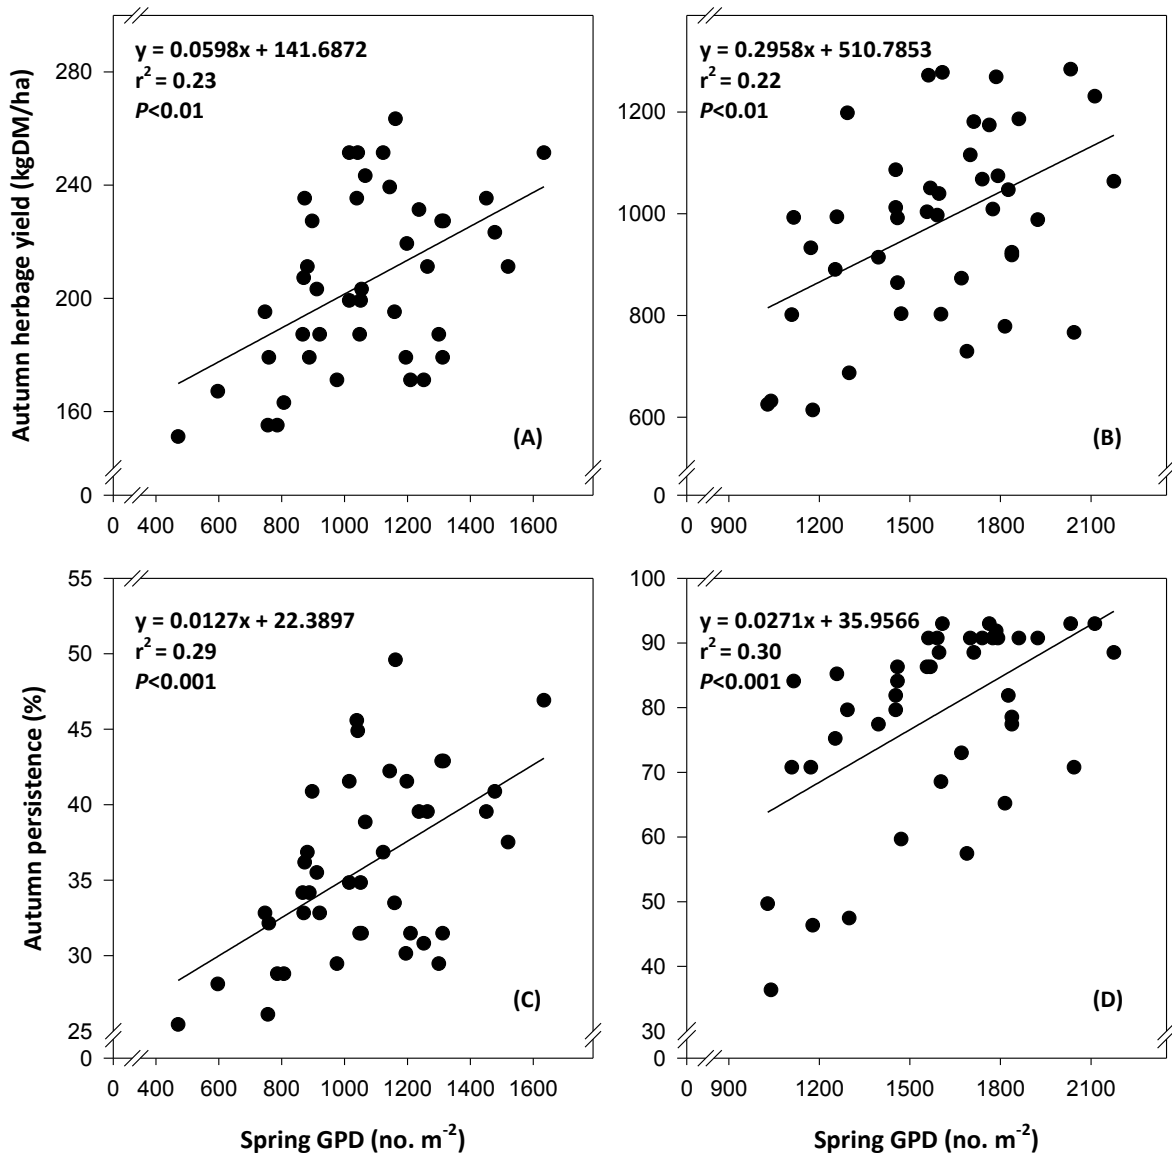 y = 0.0598x + 141.6872
r² = 0.23
P<0.01
Autumn herbage yield (kgDM/ha)
280
240
200
160
0
(A)
0 400 600 800 1000 1200 1400 1600
y = 0.2958x + 510.7853
r² = 0.22
P<0.01
1200
1000
800
600
0
(B)
0 900 1200 1500 1800 2100
y = 0.0127x + 22.3897
r² = 0.29
P<0.001
Autumn persistence (%)
55
50
45
40
35
30
25
0
(C)
0 400 600 800 1000 1200 1400 1600
Spring GPD (no. m⁻²)
y = 0.0271x + 35.9566
r² = 0.30
P<0.001
100
90
80
70
60
50
40
30
0
(D)
0 900 1200 1500 1800 2100
Spring GPD (no. m⁻²)